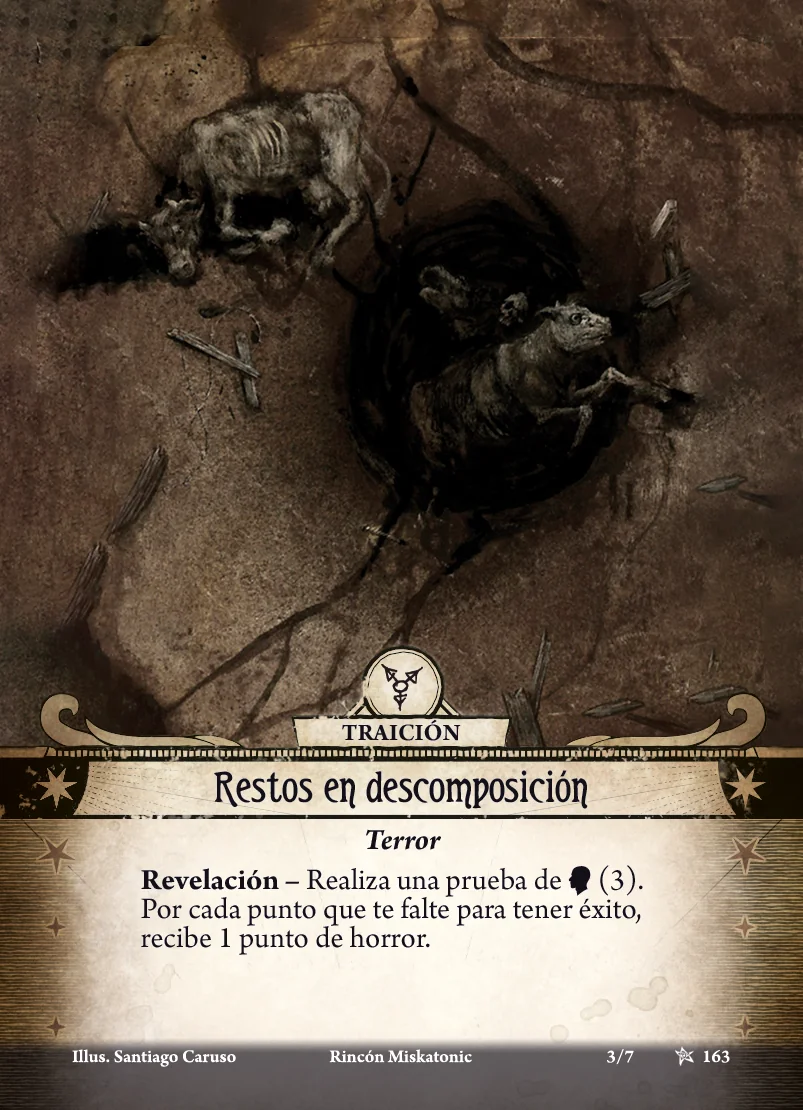 TRAICIÓN
Restos en descomposición
Terror
Revelación – Realiza una prueba de (3).
Por cada punto que te falte para tener éxito,
recibe 1 punto de horror.
Illus. Santiago Caruso Rincón Miskatonic 3/7 163